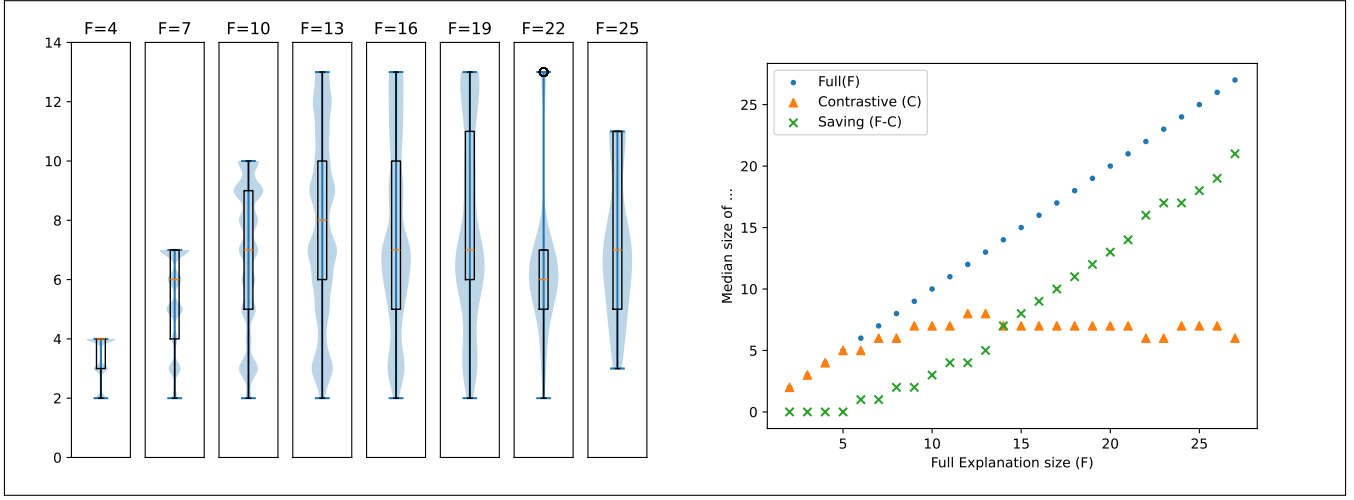 F=4 F=7 F=10 F=13 F=16 F=19 F=22 F=25
14
12
10
8
6
4
2
0
Full(F)
Contrastive (C)
Saving (F-C)
Median size of ...
25
20
15
10
5
0
5 10 15 20 25
Full Explanation size (F)